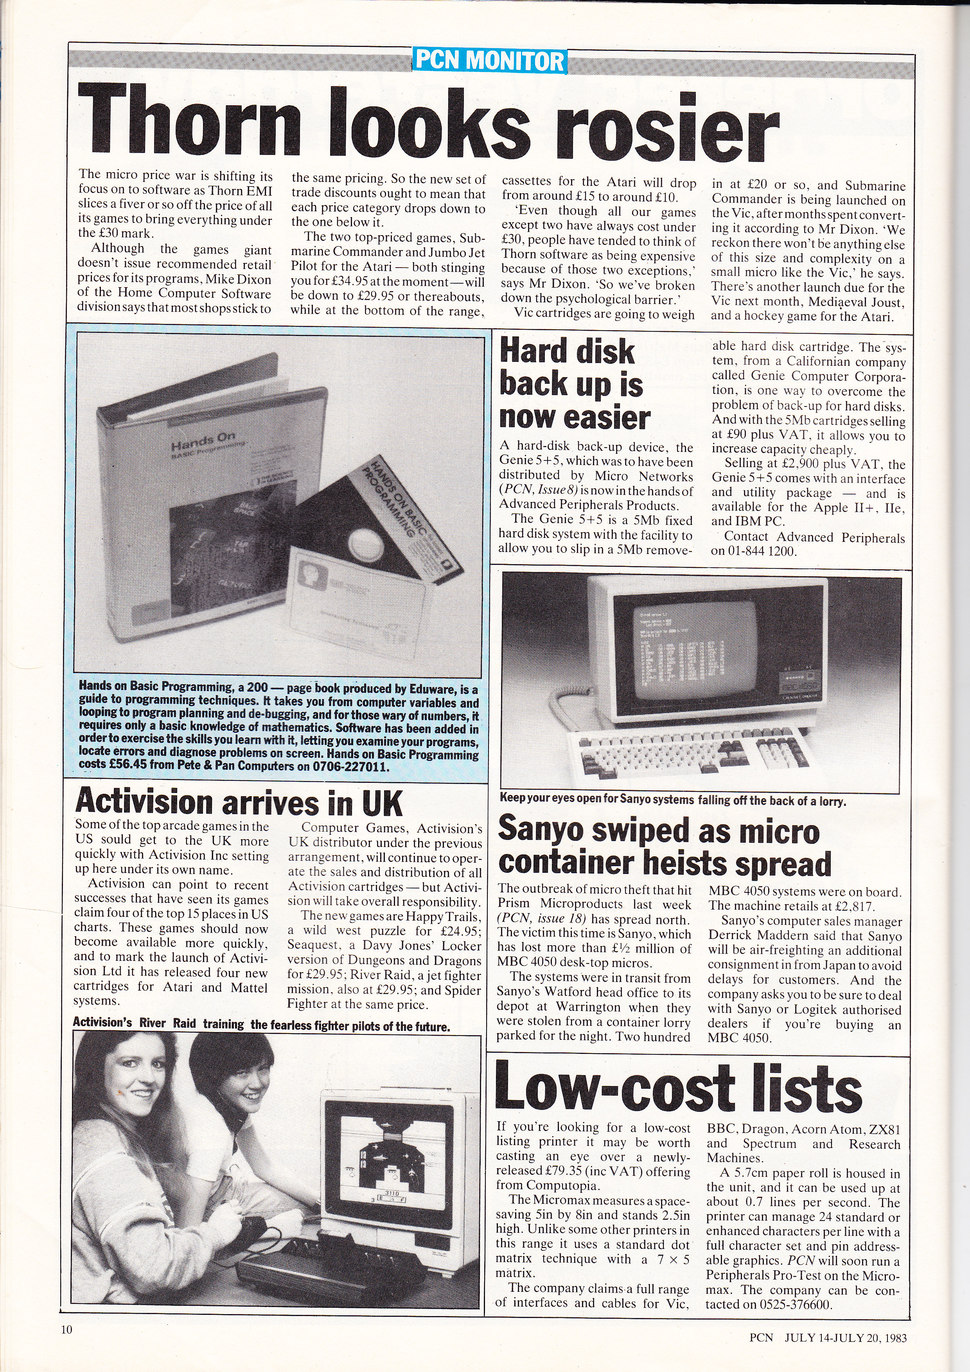 PCN MONITOR
Thorn looks rosier
The micro price war is shifting its
focus on to software as Thorn EMI
slices a fiver or so off the price of all
its games to bring everything under
the £30 mark.
Although the games giant
doesn't issue recommended retail
prices for its programs, Mike Dixon
of the Home Computer Software
division says that most shops stick to
the same pricing. So the new set of
trade discounts ought to mean that
each price category drops down to
the one below it.
The two top-priced games, Sub-
marine Commander and Jumbo Jet
Pilot for the Atari — both stinging
you for £34.95 at the moment — will
be down to £29.95 or thereabouts,
while at the bottom of the range,
cassettes for the Atari will drop
from around £15 to around £10.
'Even though all our games
except two have always cost under
£30, people have tended to think of
Thorn software as being expensive
because of those two exceptions,'
says Mr Dixon. 'So we've broken
down the psychological barrier.'
Vic cartridges are going to weigh
in at £20 or so, and Submarine
Commander is being launched on
the Vic, after months spent convert-
ing it according to Mr Dixon. 'We
reckon there won't be anything else
of this size and complexity on a
small micro like the Vic,' he says.
There's another launch due for the
Vic next month, Mediaeval Joust,
and a hockey game for the Atari.
Hands On
BASIC Programming
HANDS ON BASIC
PROGRAMMING
Hands on Basic Programming, a 200 — page book produced by Eduware, is a
guide to programming techniques. It takes you from computer variables and
looping to program planning and de-bugging, and for those wary of numbers, it
requires only a basic knowledge of mathematics. Software has been added in
order to exercise the skills you learn with it, letting you examine your programs,
locate errors and diagnose problems on screen. Hands on Basic Programming
costs £56.45 from Pete & Pan Computers on 0706-227011.
Hard disk
back up is
now easier
A hard-disk back-up device, the
Genie 5+5, which was to have been
distributed by Micro Networks
(PCN, Issue 8) is now in the hands of
Advanced Peripherals Products.
The Genie 5+5 is a 5Mb fixed
hard disk system with the facility to
allow you to slip in a 5Mb remove-
able hard disk cartridge. The sys-
tem, from a Californian company
called Genie Computer Corpora-
tion, is one way to overcome the
problem of back-up for hard disks.
And with the 5Mb cartridges selling
at £90 plus VAT, it allows you to
increase capacity cheaply.
Selling at £2,900 plus VAT, the
Genie 5+5 comes with an interface
and utility package — and is
available for the Apple II+, IIe,
and IBM PC.
Contact Advanced Peripherals
on 01-844 1200.
Keep your eyes open for Sanyo systems falling off the back of a lorry.
Activision arrives in UK
Some of the top arcade games in the
US sould get to the UK more
quickly with Activision Inc setting
up here under its own name.
Activision can point to recent
successes that have seen its games
claim four of the top 15 places in US
charts. These games should now
become available more quickly,
and to mark the launch of Activi-
sion Ltd it has released four new
cartridges for Atari and Mattel
systems.
Computer Games, Activision's
UK distributor under the previous
arrangement, will continue to oper-
ate the sales and distribution of all
Activision cartridges — but Activi-
sion will take overall responsibility.
The new games are Happy Trails,
a wild west puzzle for £24.95;
Seaquest, a Davy Jones' Locker
version of Dungeons and Dragons
for £29.95; River Raid, a jet fighter
mission, also at £29.95; and Spider
Fighter at the same price.
Activision's River Raid training the fearless fighter pilots of the future.
Sanyo swiped as micro
container heists spread
The outbreak of micro theft that hit
Prism Microproducts last week
(PCN, issue 18) has spread north.
The victim this time is Sanyo, which
has lost more than £½ million of
MBC 4050 desk-top micros.
The systems were in transit from
Sanyo's Watford head office to its
depot at Warrington when they
were stolen from a container lorry
parked for the night. Two hundred
MBC 4050 systems were on board.
The machine retails at £2,817.
Sanyo's computer sales manager
Derrick Maddern said that Sanyo
will be air-freighting an additional
consignment in from Japan to avoid
delays for customers. And the
company asks you to be sure to deal
with Sanyo or Logitek authorised
dealers if you're buying an
MBC 4050.
Low-cost lists
If you're looking for a low-cost
listing printer it may be worth
casting an eye over a newly-
released £79.35 (inc VAT) offering
from Computopia.
The Micromax measures a space-
saving 5in by 8in and stands 2.5in
high. Unlike some other printers in
this range it uses a standard dot
matrix technique with a 7 × 5
matrix.
The company claims a full range
of interfaces and cables for Vic,
BBC, Dragon, Acorn Atom, ZX81
and Spectrum and Research
Machines.
A 5.7cm paper roll is housed in
the unit, and it can be used up at
about 0.7 lines per second. The
printer can manage 24 standard or
enhanced characters per line with a
full character set and pin address-
able graphics. PCN will soon run a
Peripherals Pro-Test on the Micro-
max. The company can be con-
tacted on 0525-376600.
10
PCN JULY 14-JULY 20, 1983